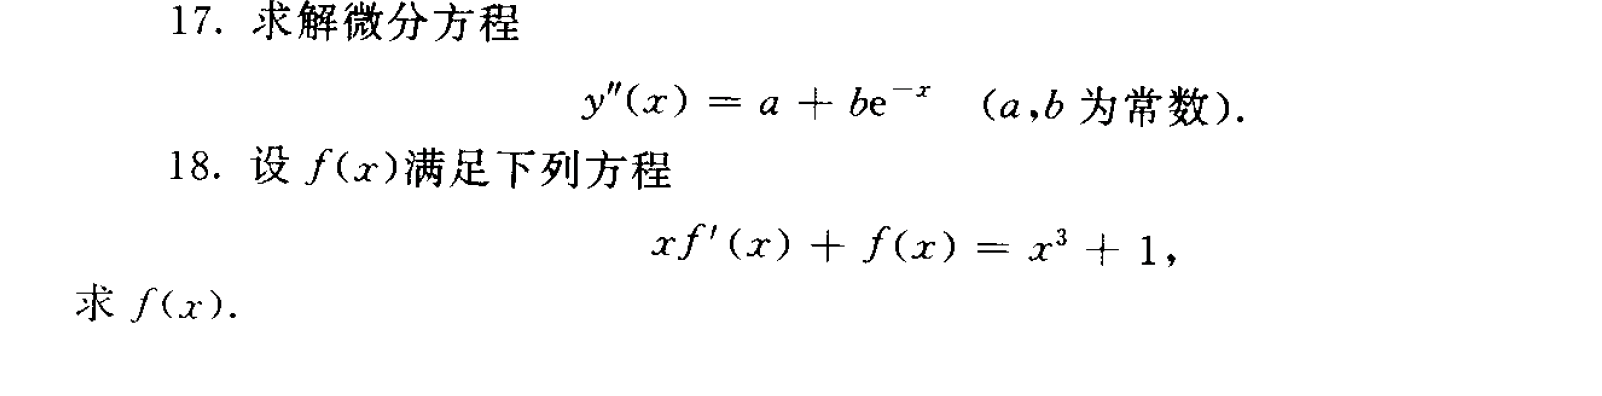 17. 求解微分方程
y″(x) = a + be⁻ˣ (a,b 为常数).
18. 设 f(x)满足下列方程
xf′(x) + f(x) = x³ + 1,
求 f(x).